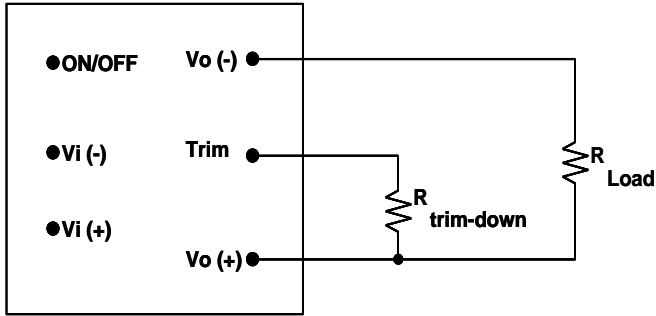 ON/OFF
Vo (-)
Vi (-)
Trim
R
Load
R
trim-down
Vi (+)
Vo (+)